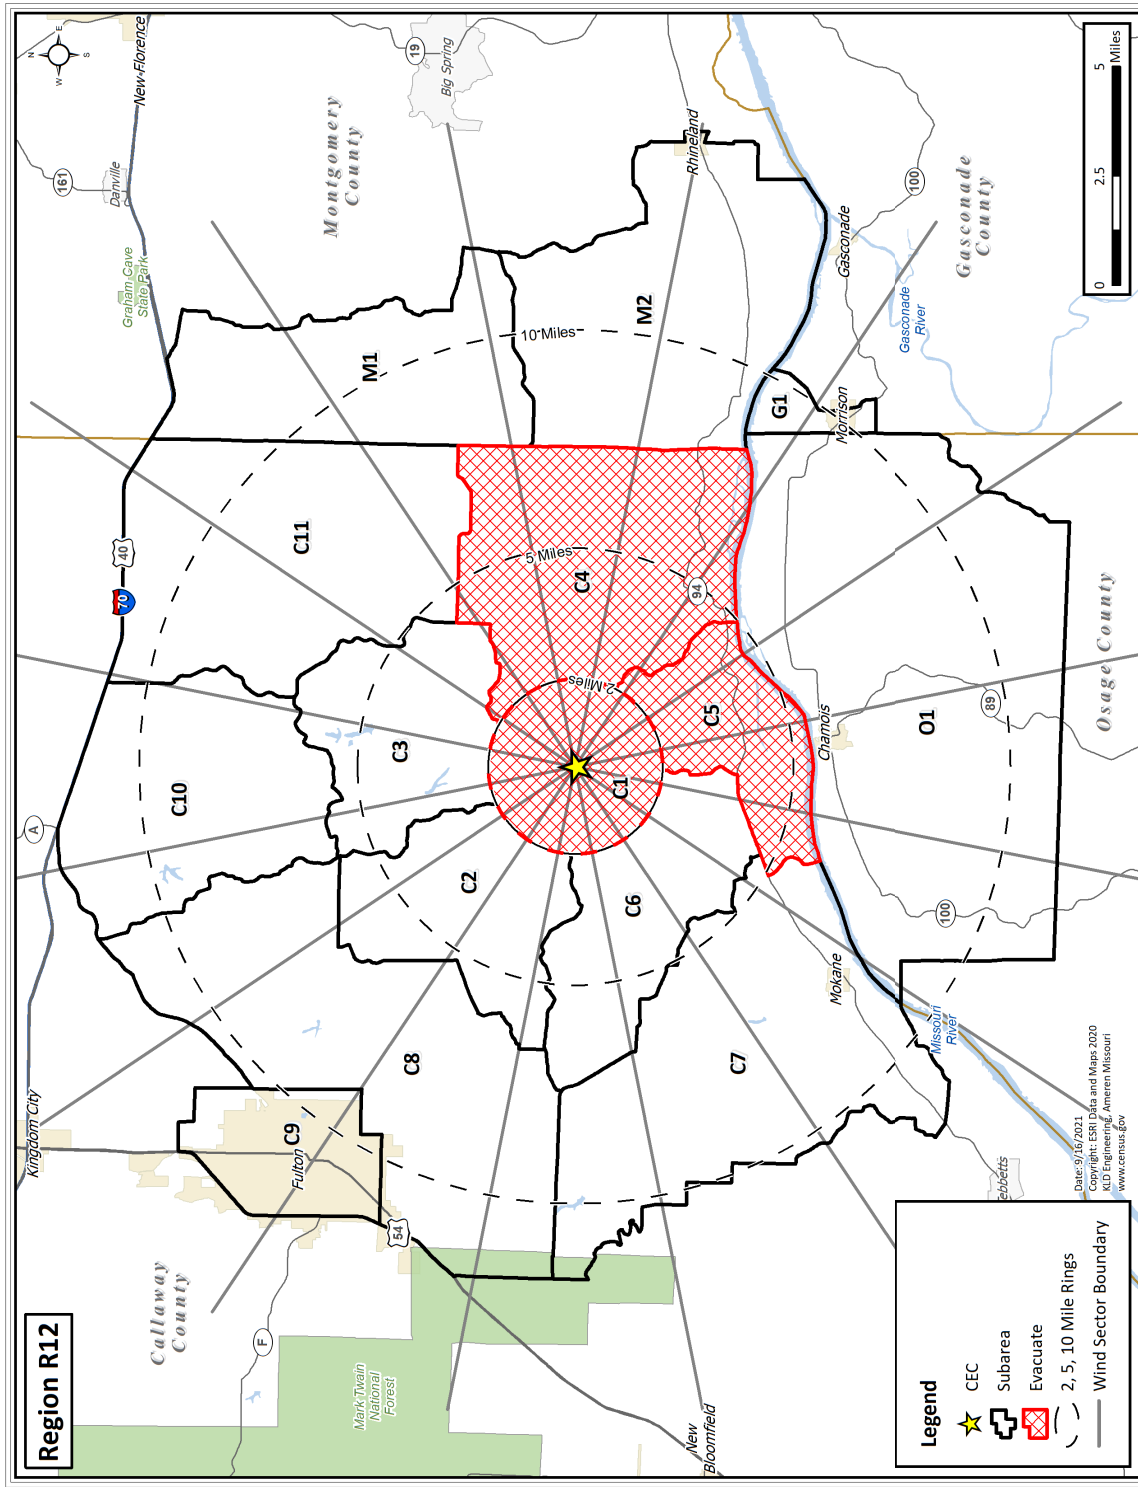 Region R12
N
E
S
W
Kingdom City
A
New Florence
Danville
161
Graham Cave
State Park
19
Big Spring
Montgomery
County
Callaway
County
Fulton
C9
54
F
Mark Twain
National
Forest
New
Bloomfield
70
40
C10
C11
M1
C8
C3
C2
10 Miles
M2
Rhineland
5 Miles
C4
2 Miles
C1
C6
C5
94
C7
Mokane
Chamois
G1
Morrison
Gasconade
100
Gasconade
River
Gasconade
County
O1
89
100
Missouri
River
Osage County
ebbetts
Legend
CEC
Subarea
Evacuate
2, 5, 10 Mile Rings
Wind Sector Boundary
Date: 9/16/2021
Copyright: ESRI Data and Maps 2020
KLD Engineering, Ameren Missouri
www.census.gov
0
2.5
5
Miles